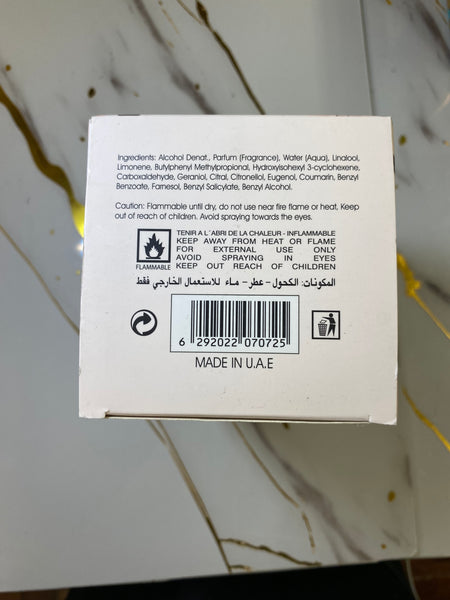 Ingredients: Alcohol Denat., Parfum (Fragrance), Water (Aqua), Linalool,
Limonene, Butylphenyl Methylpropional, Hydroxyisohexyl 3-cyclohexene,
Carboxaldehyde, Geraniol, Citral, Citronellol, Eugenol, Coumarin, Benzyl
Benzoate, Farnesol, Benzyl Salicylate, Benzyl Alcohol.
Caution: Flammable until dry, do not use near fire flame or heat, Keep
out of reach of children. Avoid spraying towards the eyes.
TENIR A L´ABRI DE LA CHALEUR - INFLAMMABLE
KEEP AWAY FROM HEAT OR FLAME
FOR EXTERNAL USE ONLY
AVOID SPRAYING IN EYES
KEEP OUT REACH OF CHILDREN
FLAMMABLE
المكونات: الكحول - عطر - ماء للاستعمال الخارجي فقط
6 292022 070725
MADE IN U.A.E